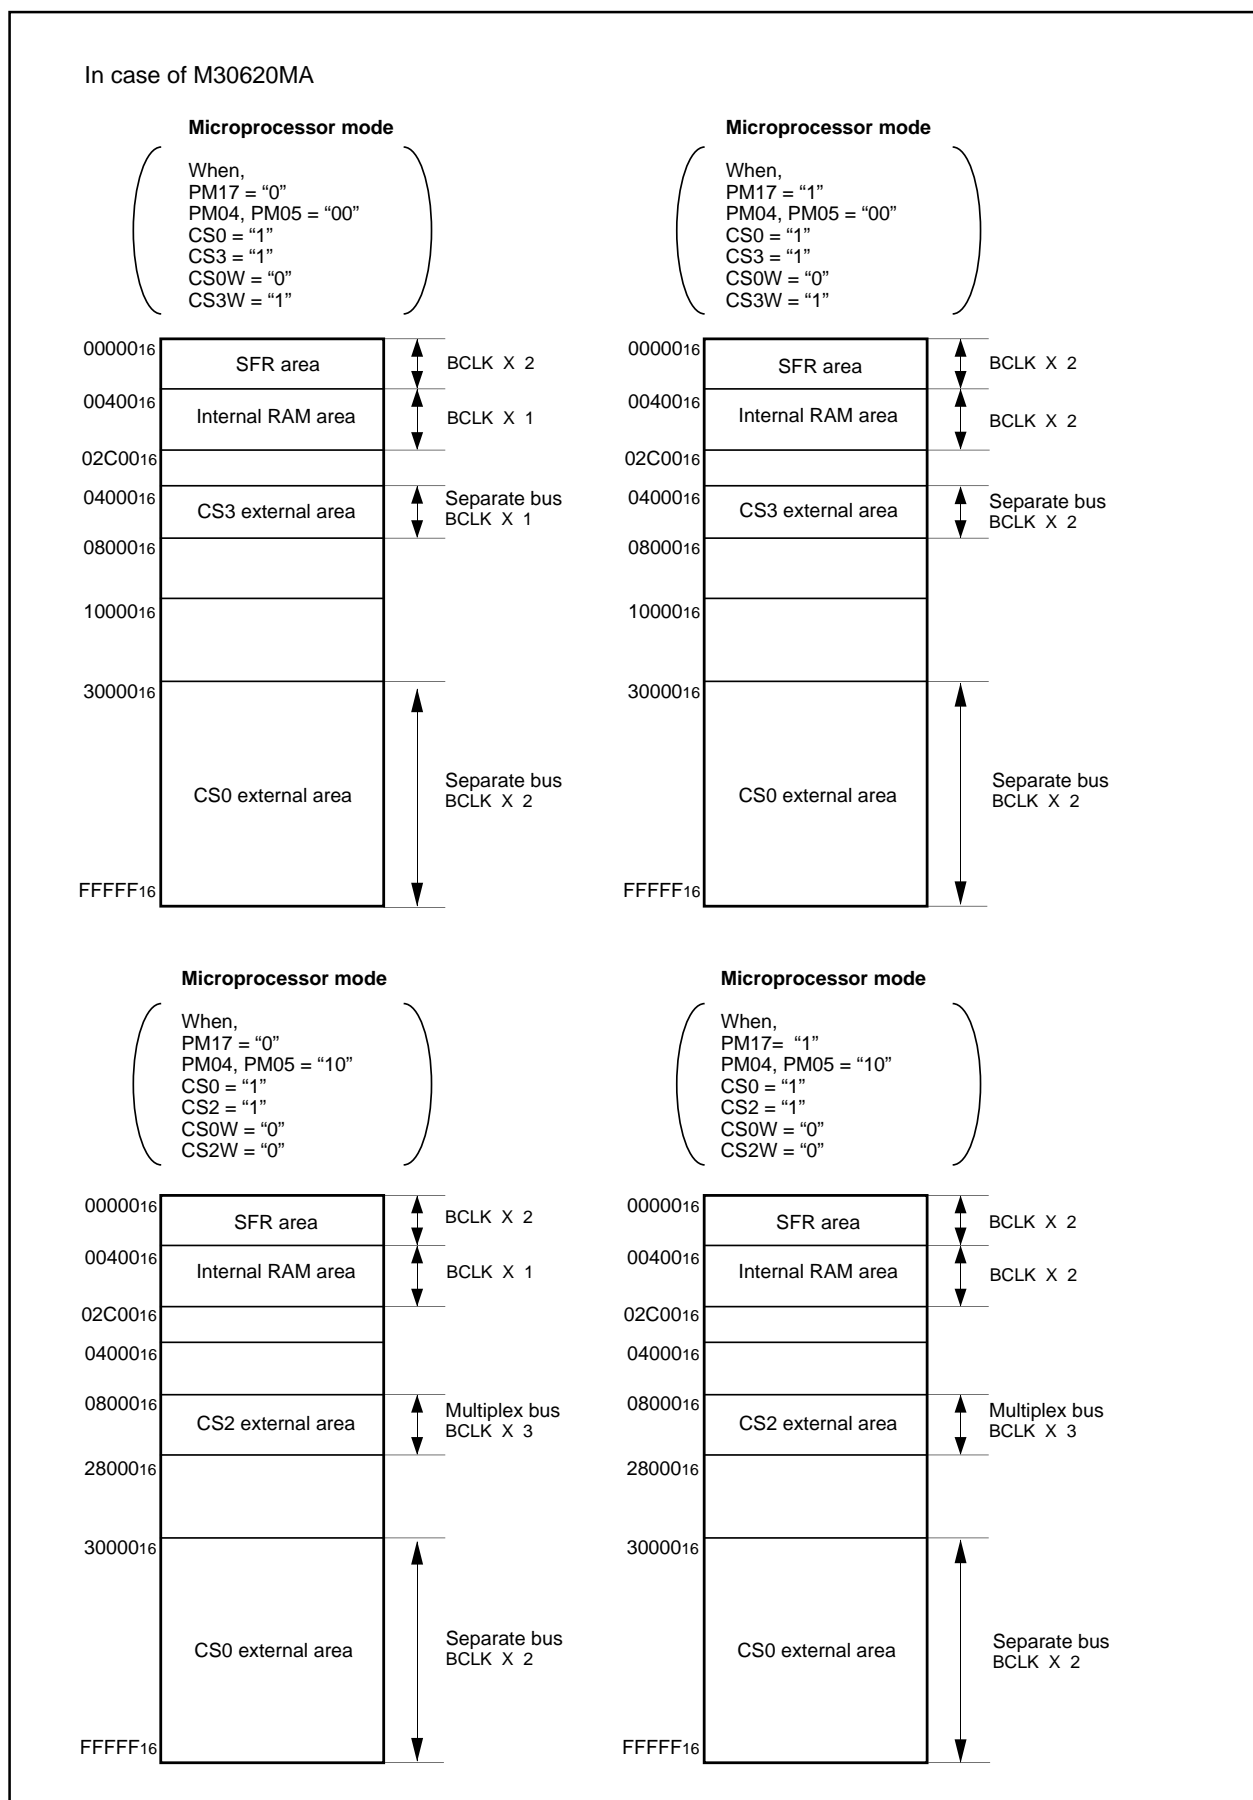 In case of M30620MA
Microprocessor mode
When,
PM17 = “0”
PM04, PM05 = “00”
CS0 = “1”
CS3 = “1”
CS0W = “0”
CS3W = “1”
0000016
SFR area
BCLK X 2
0040016
Internal RAM area
BCLK X 1
02C0016
0400016
CS3 external area
Separate bus
BCLK X 1
0800016
1000016
3000016
CS0 external area
Separate bus
BCLK X 2
FFFFF16
Microprocessor mode
When,
PM17 = “1”
PM04, PM05 = “00”
CS0 = “1”
CS3 = “1”
CS0W = “0”
CS3W = “1”
0000016
SFR area
BCLK X 2
0040016
Internal RAM area
BCLK X 2
02C0016
0400016
CS3 external area
Separate bus
BCLK X 2
0800016
1000016
3000016
CS0 external area
Separate bus
BCLK X 2
FFFFF16
Microprocessor mode
When,
PM17 = “0”
PM04, PM05 = “10”
CS0 = “1”
CS2 = “1”
CS0W = “0”
CS2W = “0”
0000016
SFR area
BCLK X 2
0040016
Internal RAM area
BCLK X 1
02C0016
0400016
0800016
CS2 external area
Multiplex bus
BCLK X 3
2800016
3000016
CS0 external area
Separate bus
BCLK X 2
FFFFF16
Microprocessor mode
When,
PM17= “1”
PM04, PM05 = “10”
CS0 = “1”
CS2 = “1”
CS0W = “0”
CS2W = “0”
0000016
SFR area
BCLK X 2
0040016
Internal RAM area
BCLK X 2
02C0016
0400016
0800016
CS2 external area
Multiplex bus
BCLK X 3
2800016
3000016
CS0 external area
Separate bus
BCLK X 2
FFFFF16